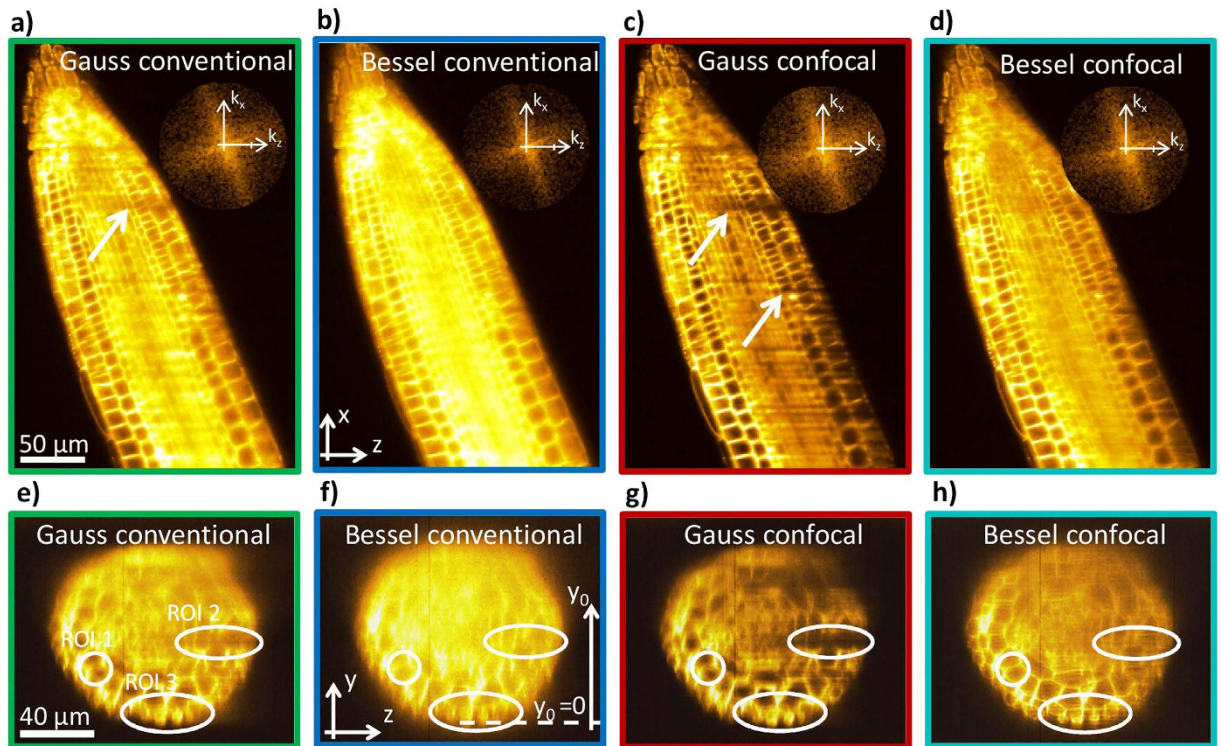 a)
b)
c)
d)
Gauss conventional
Bessel conventional
Gauss confocal
Bessel confocal
kx
kz
kx
kz
kx
kz
kx
kz
50 µm
x
z
e)
f)
g)
h)
Gauss conventional
Bessel conventional
Gauss confocal
Bessel confocal
ROI 2
ROI 1
ROI 3
40 µm
y0
y
z
y0 =0